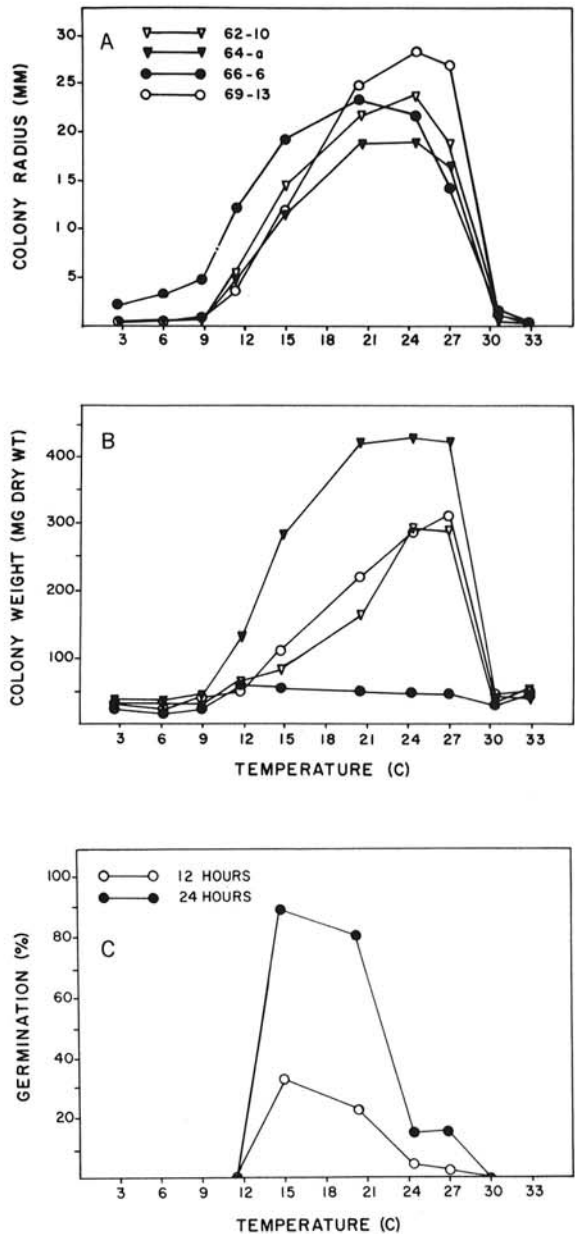 A
62-10
64-a
66-6
69-13
COLONY RADIUS (MM)
30
25
20
15
10
5
3 6 9 12 15 18 21 24 27 30 33
B
COLONY WEIGHT (MG DRY WT)
400
300
200
100
3 6 9 12 15 18 21 24 27 30 33
TEMPERATURE (C)
12 HOURS
24 HOURS
C
GERMINATION (%)
100
80
60
40
20
3 6 9 12 15 18 21 24 27 30 33
TEMPERATURE (C)